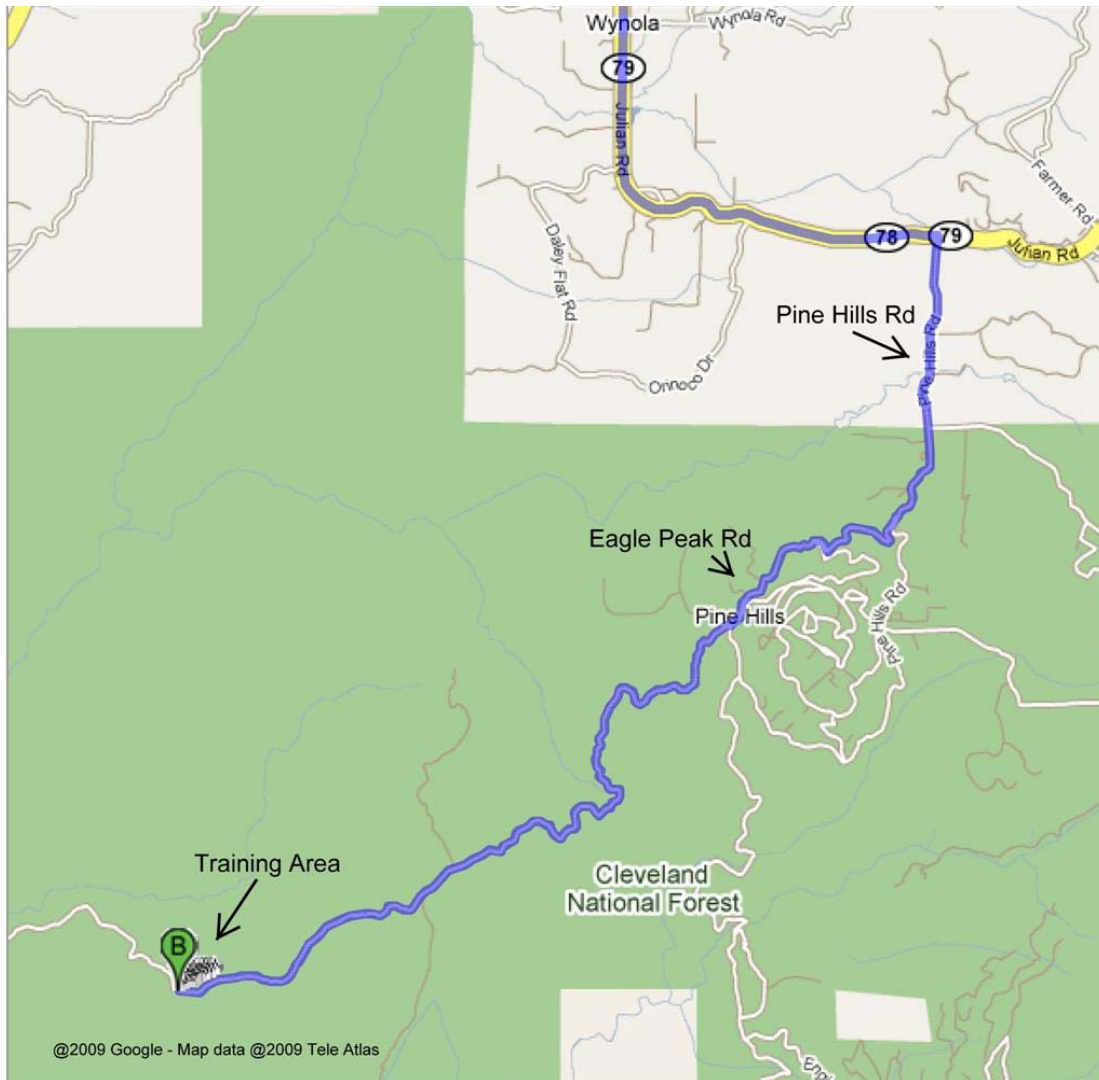 Wynola
Wynola Rd
79
Julian Rd
Farmer Rd
78
79
Julian Rd
Daley Flat Rd
Pine Hills Rd
Pine Hills Rd
Orinoco Dr
Eagle Peak Rd
Pine Hills
Pine Hills Rd
Training Area
Cleveland
National Forest
B
@2009 Google - Map data @2009 Tele Atlas